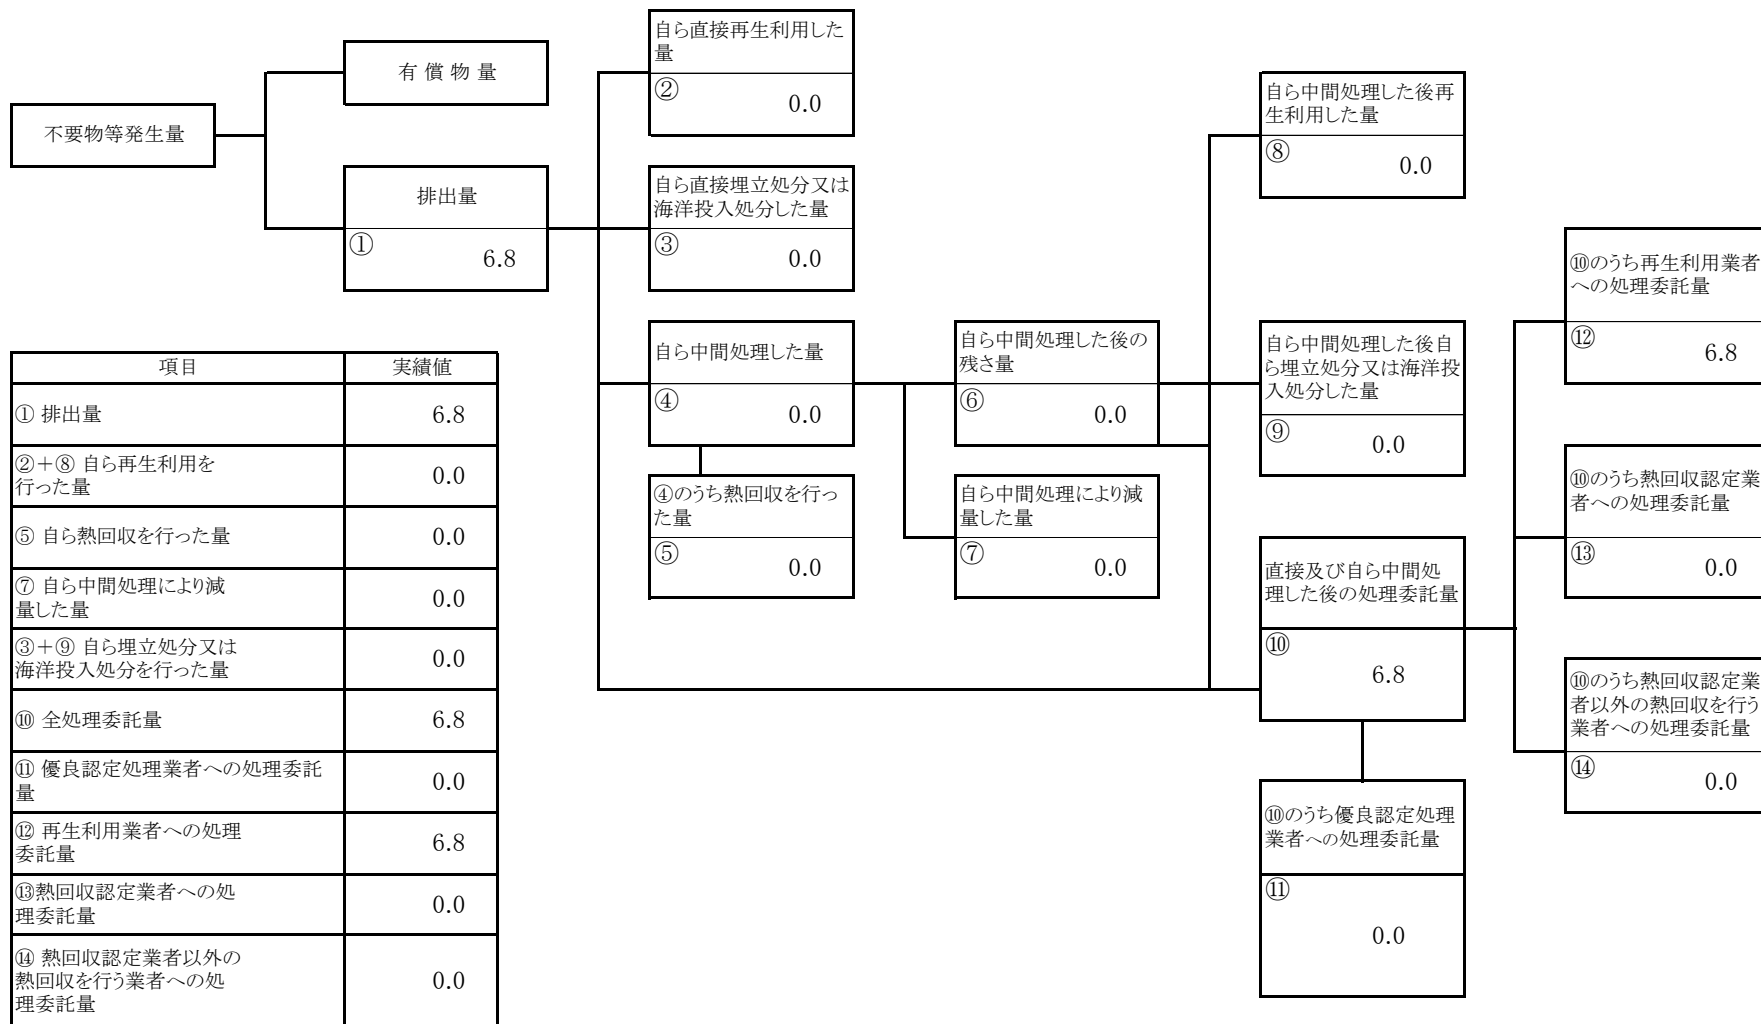 不要物等発生量
有 償 物 量
排出量
①
6.8
自ら直接再生利用した
量
②
0.0
自ら直接埋立処分又は
海洋投入処分した量
③
0.0
自ら中間処理した量
④
0.0
④のうち熱回収を行っ
た量
⑤
0.0
自ら中間処理した後の
残さ量
⑥
0.0
自ら中間処理により減
量した量
⑦
0.0
自ら中間処理した後再
生利用した量
⑧
0.0
自ら中間処理した後自
ら埋立処分又は海洋投
入処分した量
⑨
0.0
直接及び自ら中間処
理した後の処理委託量
⑩
6.8
⑩のうち優良認定処理
業者への処理委託量
⑪
0.0
⑩のうち再生利用業者
への処理委託量
⑫
6.8
⑩のうち熱回収認定業
者への処理委託量
⑬
0.0
⑩のうち熱回収認定業
者以外の熱回収を行う
業者への処理委託量
⑭
0.0
項目 実績値
① 排出量 6.8
②+⑧ 自ら再生利用を
行った量 0.0
⑤ 自ら熱回収を行った量 0.0
⑦ 自ら中間処理により減
量した量 0.0
③+⑨ 自ら埋立処分又は
海洋投入処分を行った量 0.0
⑩ 全処理委託量 6.8
⑪ 優良認定処理業者への処理委託
量 0.0
⑫ 再生利用業者への処理
委託量 6.8
⑬熱回収認定業者への処
理委託量 0.0
⑭ 熱回収認定業者以外の
熱回収を行う業者への処
理委託量 0.0